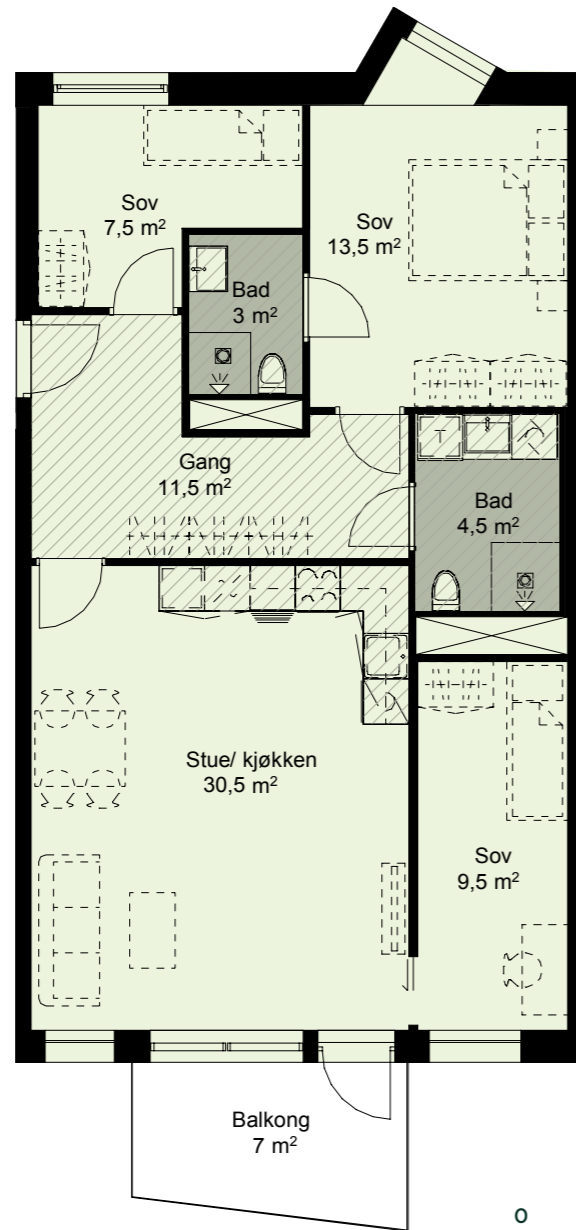 Sov
7,5 m²
Sov
13,5 m²
Bad
3 m²
Gang
11,5 m²
T
Bad
4,5 m²
Stue/ kjøkken
30,5 m²
Sov
9,5 m²
Balkong
7 m²
o